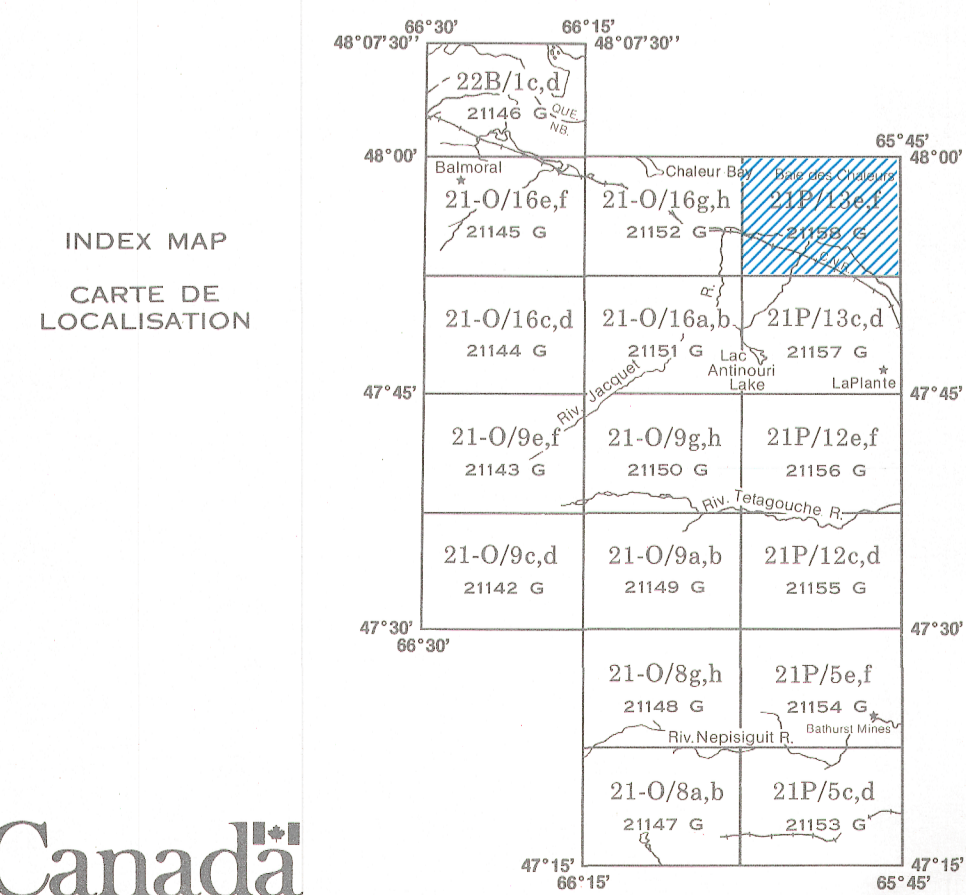 66°30' 66°15'
48°07'30'' 48°07'30''
22B/1c,d
21146 G
QUE.
NB.
65°45'
48°00' 48°00'
Balmoral
Chaleur Bay
Baie des Chaleurs
21-O/16e,f 21-O/16g,h 21P/13e,f
21145 G 21152 G 21158 G
INDEX MAP
CARTE DE
LOCALISATION
R.
21-O/16c,d 21-O/16a,b 21P/13c,d
21144 G 21151 G 21157 G
Lac
Antinouri
Lake
LaPlante
47°45' 47°45'
Riv. Jacquet
21-O/9e,f 21-O/9g,h 21P/12e,f
21143 G 21150 G 21156 G
Riv. Tetagouche R.
21-O/9c,d 21-O/9a,b 21P/12c,d
21142 G 21149 G 21155 G
47°30' 47°30'
66°30'
21-O/8g,h 21P/5e,f
21148 G 21154 G
Bathurst Mines
Riv. Nepisiguit R.
21-O/8a,b 21P/5c,d
21147 G 21153 G
Canada
47°15' 47°15'
66°15' 65°45'